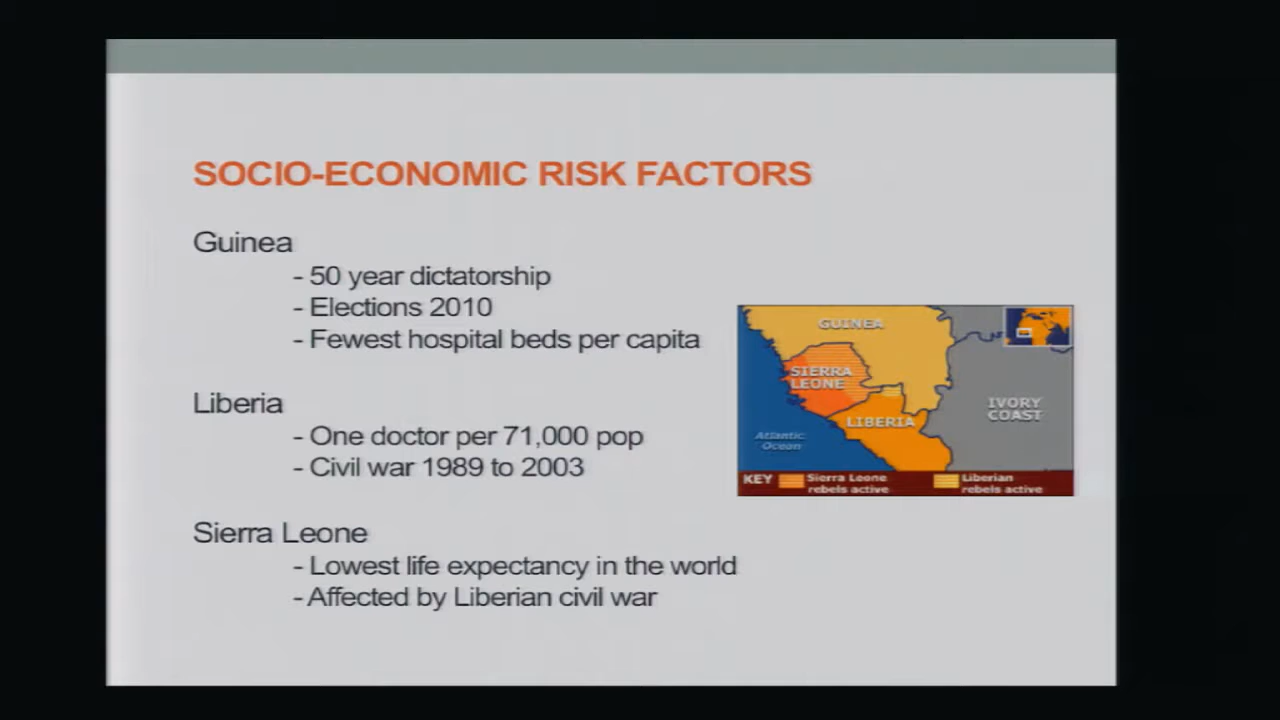 SOCIO-ECONOMIC RISK FACTORS
Guinea
- 50 year dictatorship
- Elections 2010
- Fewest hospital beds per capita
Liberia
- One doctor per 71,000 pop
- Civil war 1989 to 2003
Sierra Leone
- Lowest life expectancy in the world
- Affected by Liberian civil war
GUINEA
SIERRA
LEONE
IVORY
COAST
LIBERIA
Atlantic
Ocean
KEY
Sierra Leone
rebels active
Liberian
rebels active